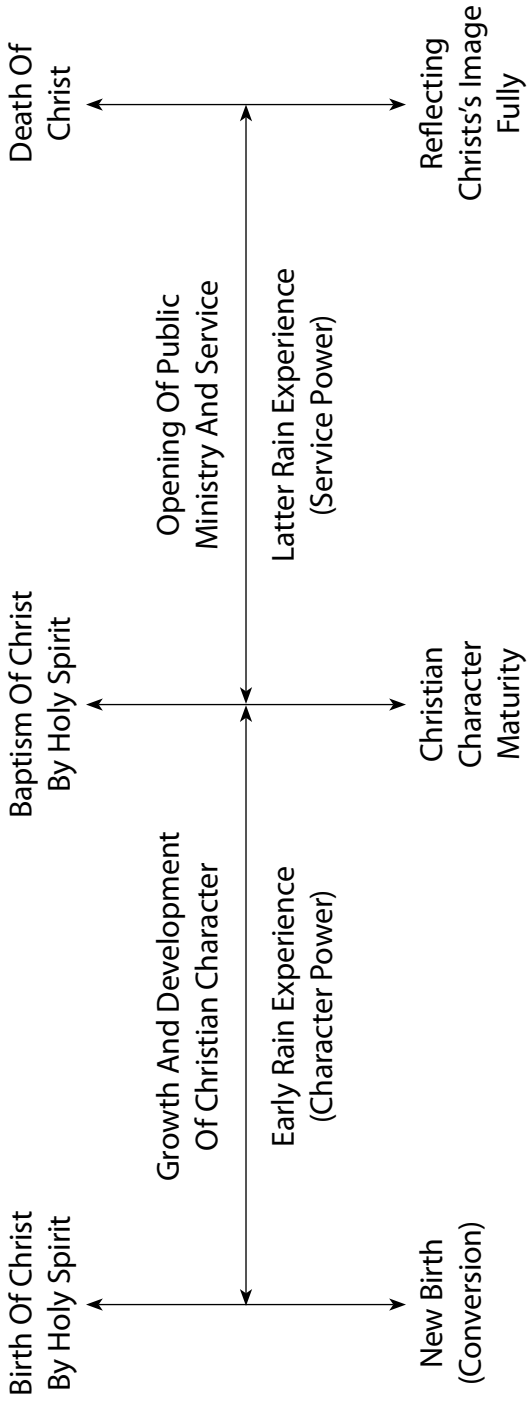 Birth Of Christ
By Holy Spirit
Baptism Of Christ
By Holy Spirit
Death Of
Christ
Growth And Development
Of Christian Character
Opening Of Public
Ministry And Service
Early Rain Experience
(Character Power)
Latter Rain Experience
(Service Power)
New Birth
(Conversion)
Christian
Character
Maturity
Reflecting
Christs's Image
Fully